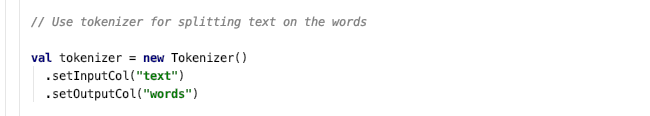 // Use tokenizer for splitting text on the words
val tokenizer = new Tokenizer()
.setInputCol("text")
.setOutputCol("words")